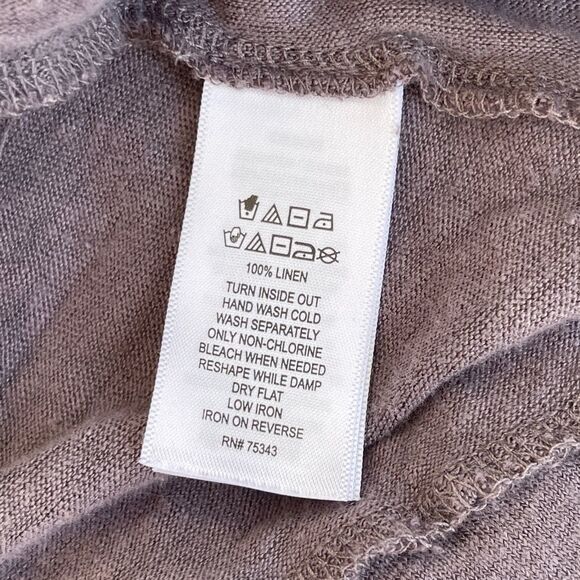 100% LINEN
TURN INSIDE OUT
HAND WASH COLD
WASH SEPARATELY
ONLY NON-CHLORINE
BLEACH WHEN NEEDED
RESHAPE WHILE DAMP
DRY FLAT
LOW IRON
IRON ON REVERSE
RN# 75343